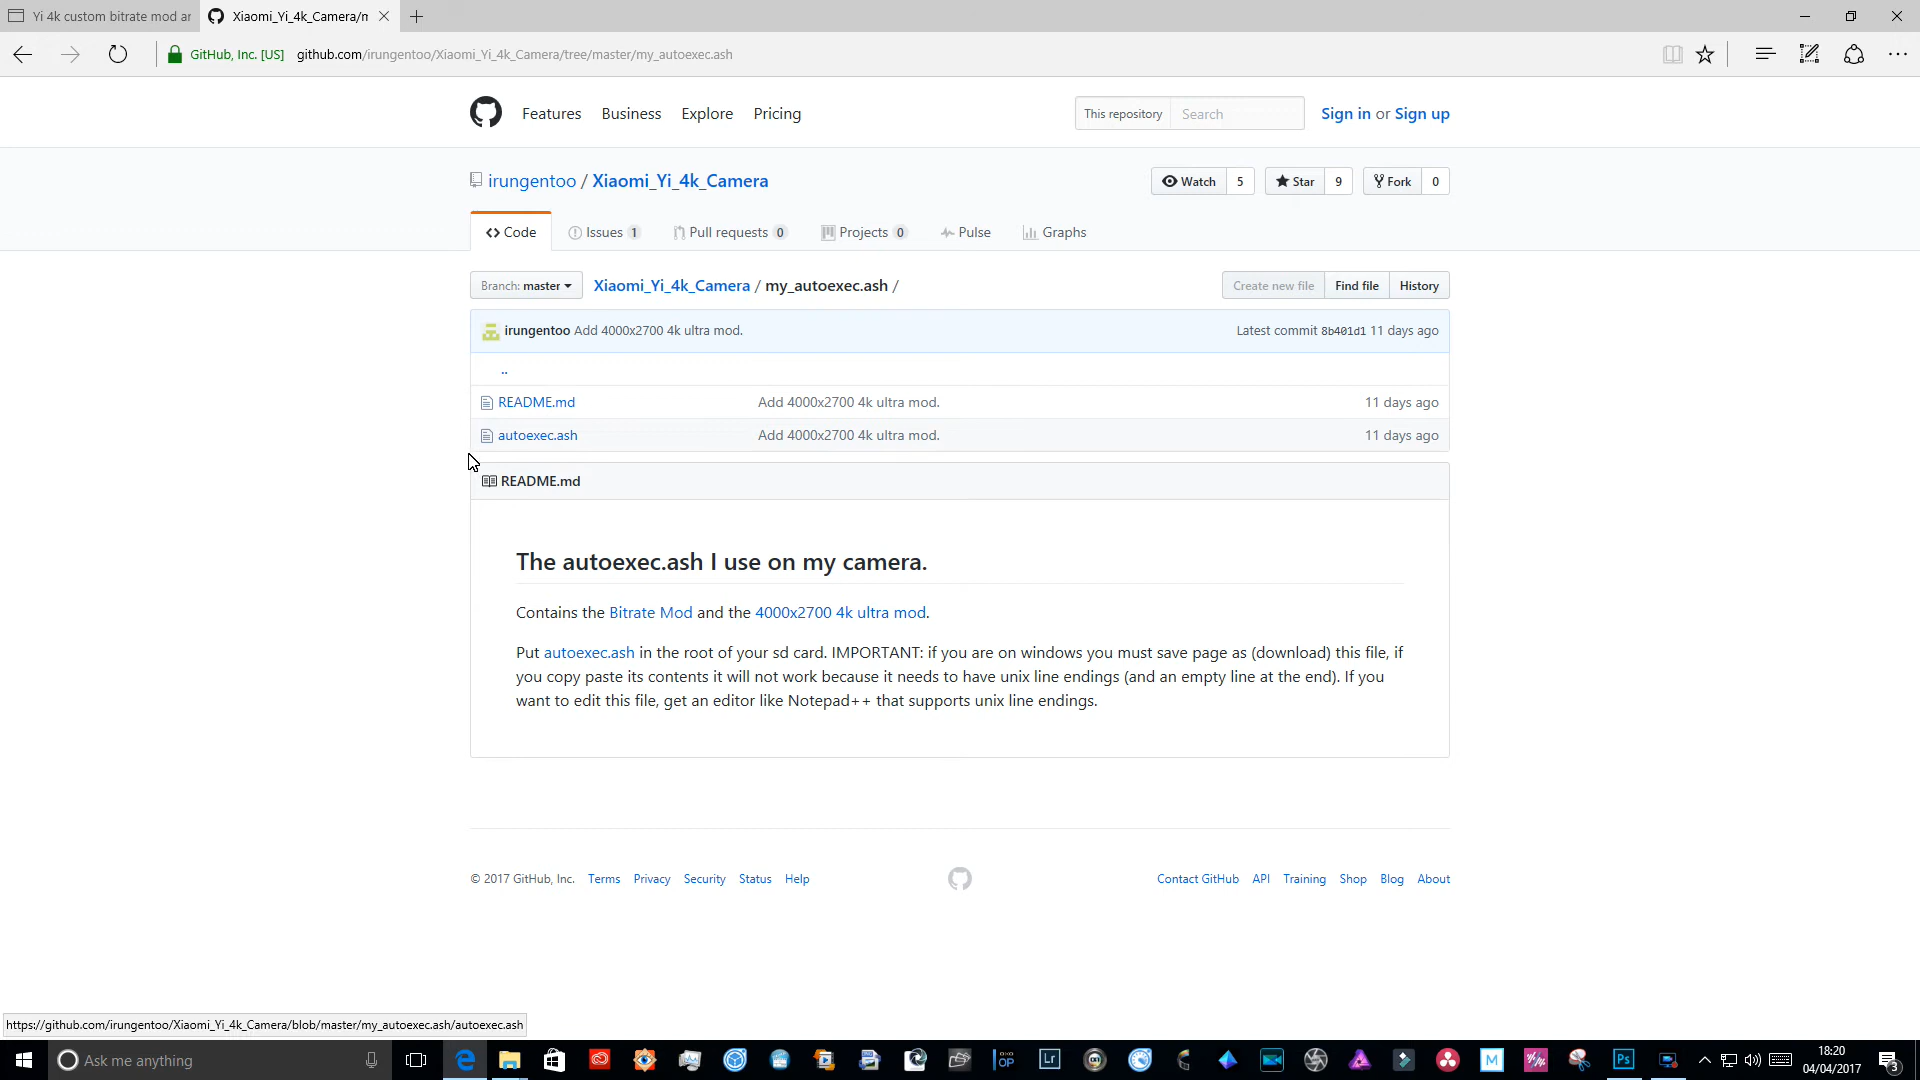 Yi 4k custom bitrate mod ar
Xiaomi_Yi_4k_Camera/n
GitHub, Inc. [US] github.com/irungentoo/Xiaomi_Yi_4k_Camera/tree/master/my_autoexec.ash
Features Business Explore Pricing
This repository Search
Sign in or Sign up
irungentoo / Xiaomi_Yi_4k_Camera
Watch 5 Star 9 Fork 0
Code Issues 1 Pull requests 0 Projects 0 Pulse Graphs
Branch: master Xiaomi_Yi_4k_Camera / my_autoexec.ash /
Create new file Find file History
irungentoo Add 4000x2700 4k ultra mod. Latest commit 8b401d1 11 days ago
..
README.md Add 4000x2700 4k ultra mod. 11 days ago
autoexec.ash Add 4000x2700 4k ultra mod. 11 days ago
README.md
The autoexec.ash I use on my camera.
Contains the Bitrate Mod and the 4000x2700 4k ultra mod.
Put autoexec.ash in the root of your sd card. IMPORTANT: if you are on windows you must save page as (download) this file, if
you copy paste its contents it will not work because it needs to have unix line endings (and an empty line at the end). If you
want to edit this file, get an editor like Notepad++ that supports unix line endings.
© 2017 GitHub, Inc. Terms Privacy Security Status Help
Contact GitHub API Training Shop Blog About
https://github.com/irungentoo/Xiaomi_Yi_4k_Camera/blob/master/my_autoexec.ash/autoexec.ash
Ask me anything
OP
Lr
M
Ps
18:20
04/04/2017
3